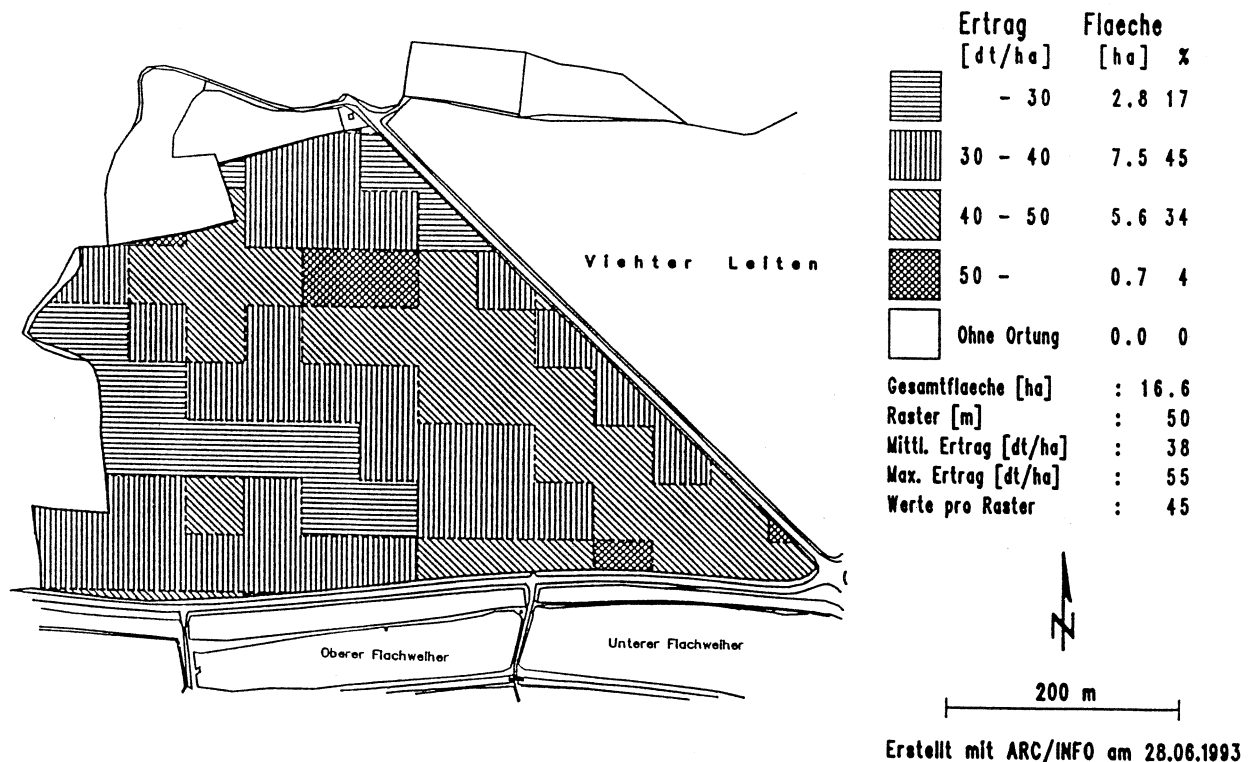 Ertrag Flaeche
[dt/ha] [ha] %
- 30 2.8 17
30 - 40 7.5 45
40 - 50 5.6 34
50 - 0.7 4
Ohne Ortung 0.0 0
Gesamtflaeche [ha] : 16.6
Raster [m] : 50
Mittl. Ertrag [dt/ha] : 38
Max. Ertrag [dt/ha] : 55
Werte pro Raster : 45
Viehter Leiten
Oberer Flachweiher
Unterer Flachweiher
N
200 m
Erstellt mit ARC/INFO am 28.06.1993